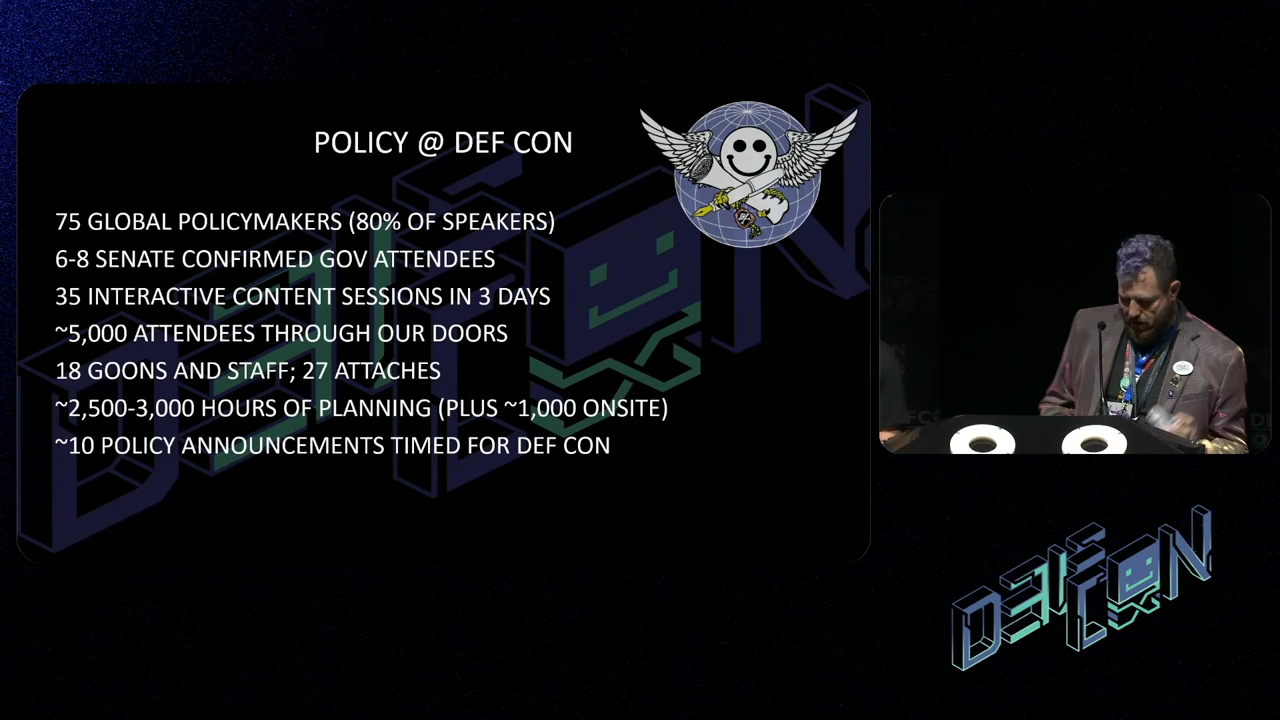 POLICY @ DEF CON
75 GLOBAL POLICYMAKERS (80% OF SPEAKERS)
6-8 SENATE CONFIRMED GOV ATTENDEES
35 INTERACTIVE CONTENT SESSIONS IN 3 DAYS
~5,000 ATTENDEES THROUGH OUR DOORS
18 GOONS AND STAFF; 27 ATTACHES
~2,500-3,000 HOURS OF PLANNING (PLUS ~1,000 ONSITE)
~10 POLICY ANNOUNCEMENTS TIMED FOR DEF CON
DEF CON
DEF CON